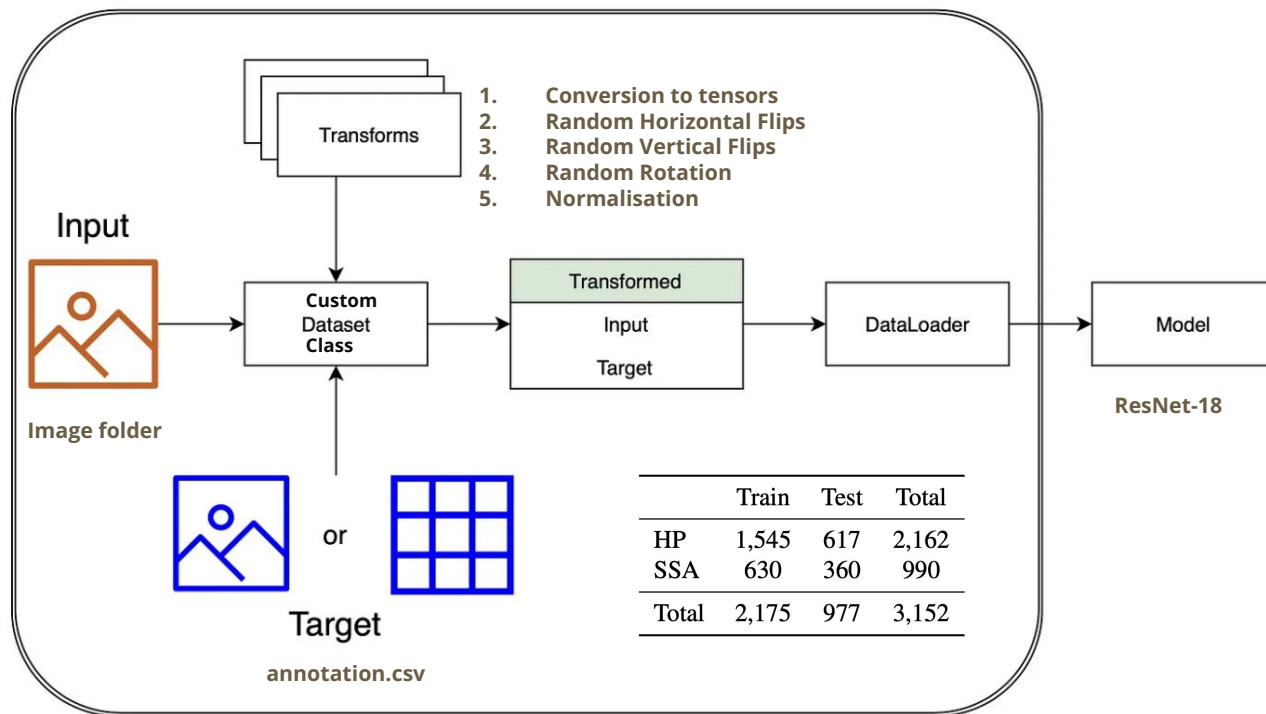 Transforms
1. Conversion to tensors
2. Random Horizontal Flips
3. Random Vertical Flips
4. Random Rotation
5. Normalisation
Input
Image folder
Custom
Dataset
Class
Transformed
Input
Target
DataLoader
Model
ResNet-18
or
Target
annotation.csv
Train Test Total
HP 1,545 617 2,162
SSA 630 360 990
Total 2,175 977 3,152